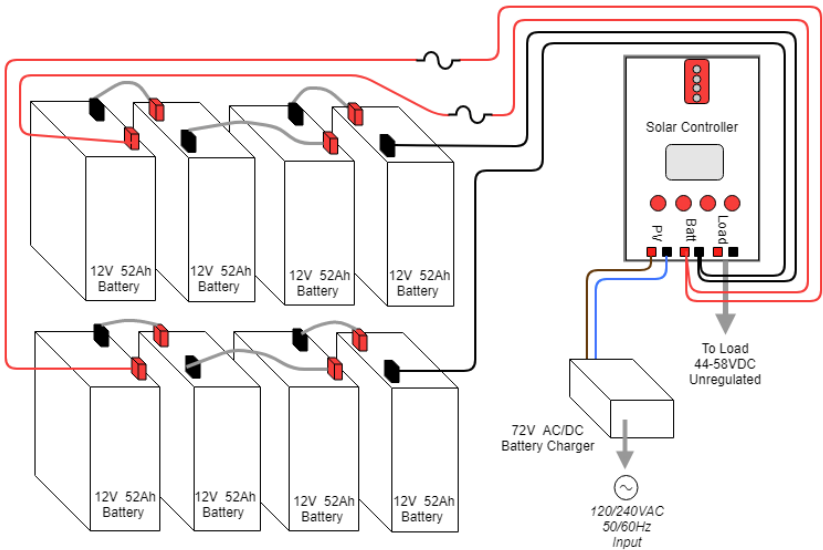 Solar Controller
PV
Batt
Load
12V 52Ah
Battery
12V 52Ah
Battery
12V 52Ah
Battery
12V 52Ah
Battery
To Load
44-58VDC
Unregulated
72V AC/DC
Battery Charger
12V 52Ah
Battery
12V 52Ah
Battery
12V 52Ah
Battery
12V 52Ah
Battery
120/240VAC
50/60Hz
Input